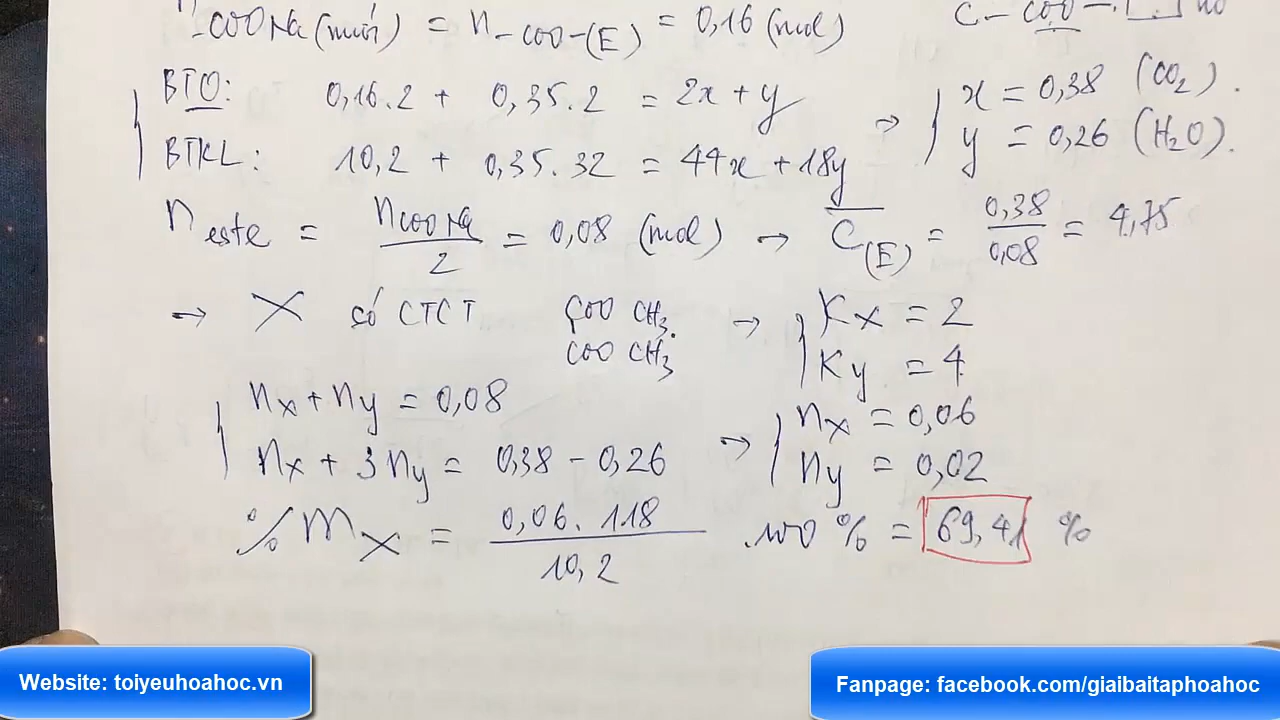 n-COONa (muối) = n-COO-(E) = 0,16 (mol)
C - COO -
BTO: 0,16.2 + 0,35.2 = 2x + y
BTKL: 10,2 + 0,35.32 = 44x + 18y
→ x = 0,38 (CO2).
y = 0,26 (H2O).
n este = nCOONa/2 = 0,08 (mol) → C̅(E) = 0,38/0,08 = 4,75
→ X có CTCT COOCH3.
COOCH3
→ Kx = 2
Ky = 4
nx + ny = 0,08
nx + 3ny = 0,38 - 0,26
→ nx = 0,06
ny = 0,02
%mX = 0,06.118/10,2 .100% = 69,41 %
Website: toiyeuhoahoc.vn
Fanpage: facebook.com/giaibaitaphoahoc